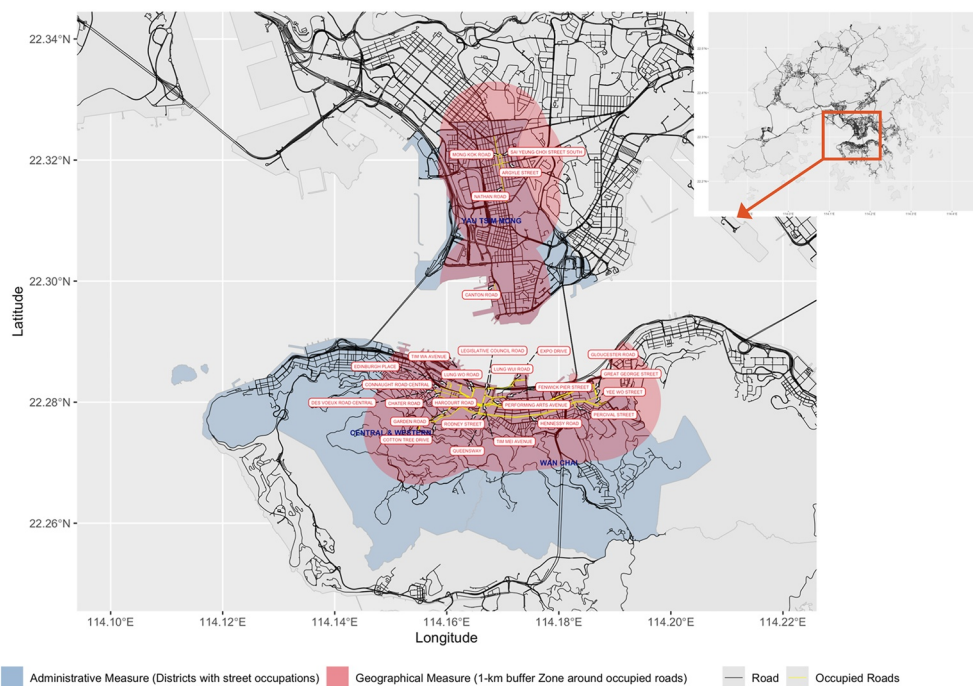 22.34°N
22.32°N
22.30°N
22.28°N
22.26°N
Latitude
MONG KOK ROAD
SAI YEUNG CHOI STREET SOUTH
ARGYLE STREET
NATHAN ROAD
YAU TSIM MONG
CANTON ROAD
TIM WA AVENUE
LEGISLATIVE COUNCIL ROAD
EXPO DRIVE
GLOUCESTER ROAD
EDINBURGH PLACE
LUNG WO ROAD
LUNG WUI ROAD
GREAT GEORGE STREET
CONNAUGHT ROAD CENTRAL
FENWICK PIER STREET
YEE WO STREET
DES VOEUX ROAD CENTRAL
CHATER ROAD
HARCOURT ROAD
PERFORMING ARTS AVENUE
PERCIVAL STREET
GARDEN ROAD
RODNEY STREET
HENNESSY ROAD
CENTRAL & WESTERN
COTTON TREE DRIVE
TIM MEI AVENUE
QUEENSWAY
WAN CHAI
114.10°E
114.12°E
114.14°E
114.16°E
114.18°E
114.20°E
114.22°E
Longitude
Administrative Measure (Districts with street occupations)
Geographical Measure (1-km buffer Zone around occupied roads)
Road
Occupied Roads